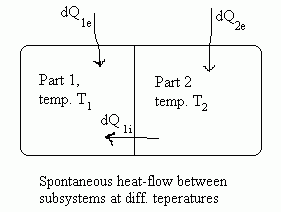 dQ1e
dQ2e
Part 1,
temp. T1
Part 2
temp. T2
dQ1i
Spontaneous heat-flow between
subsystems at diff. teperatures